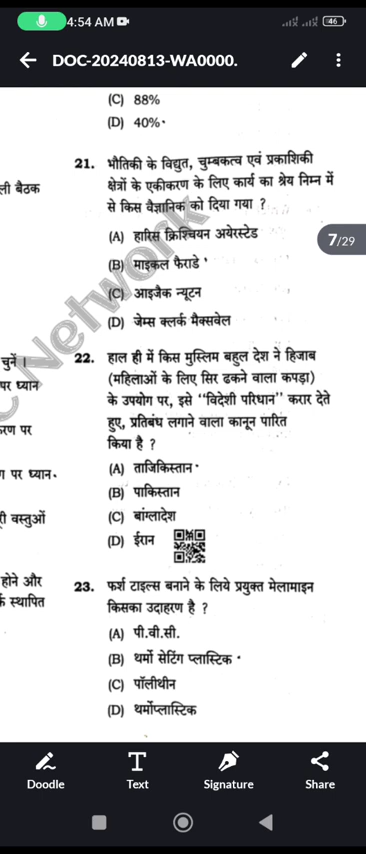 4:54 AM
46
DOC-20240813-WA0000.
(C) 88%
(D) 40%
21. भौतिकी के विद्युत, चुम्बकत्व एवं प्रकाशिकी
ली बैठक
क्षेत्रों के एकीकरण के लिए कार्य का श्रेय निम्न में
से किस वैज्ञानिक को दिया गया ?
(A) हारिस क्रिश्चियन अयेरस्टेड
7/29
(B) माइकल फैराडे
(C) आइजैक न्यूटन
(D) जेम्स क्लर्क मैक्सवेल
Network
चुनें ।
22. हाल ही में किस मुस्लिम बहुल देश ने हिजाब
पर ध्यान
(महिलाओं के लिए सिर ढकने वाला कपड़ा)
के उपयोग पर, इसे “विदेशी परिधान” करार देते
रण पर
हुए, प्रतिबंध लगाने वाला कानून पारित
किया है ?
ग पर ध्यान
(A) ताजिकिस्तान
(B) पाकिस्तान
री वस्तुओं
(C) बांग्लादेश
(D) ईरान
होने और
23. फर्श टाइल्स बनाने के लिये प्रयुक्त मेलामाइन
स्थापित
किसका उदाहरण है ?
(A) पी.वी.सी.
(B) थर्मो सेटिंग प्लास्टिक
(C) पॉलीथीन
(D) थर्मोप्लास्टिक
Doodle
Text
Signature
Share